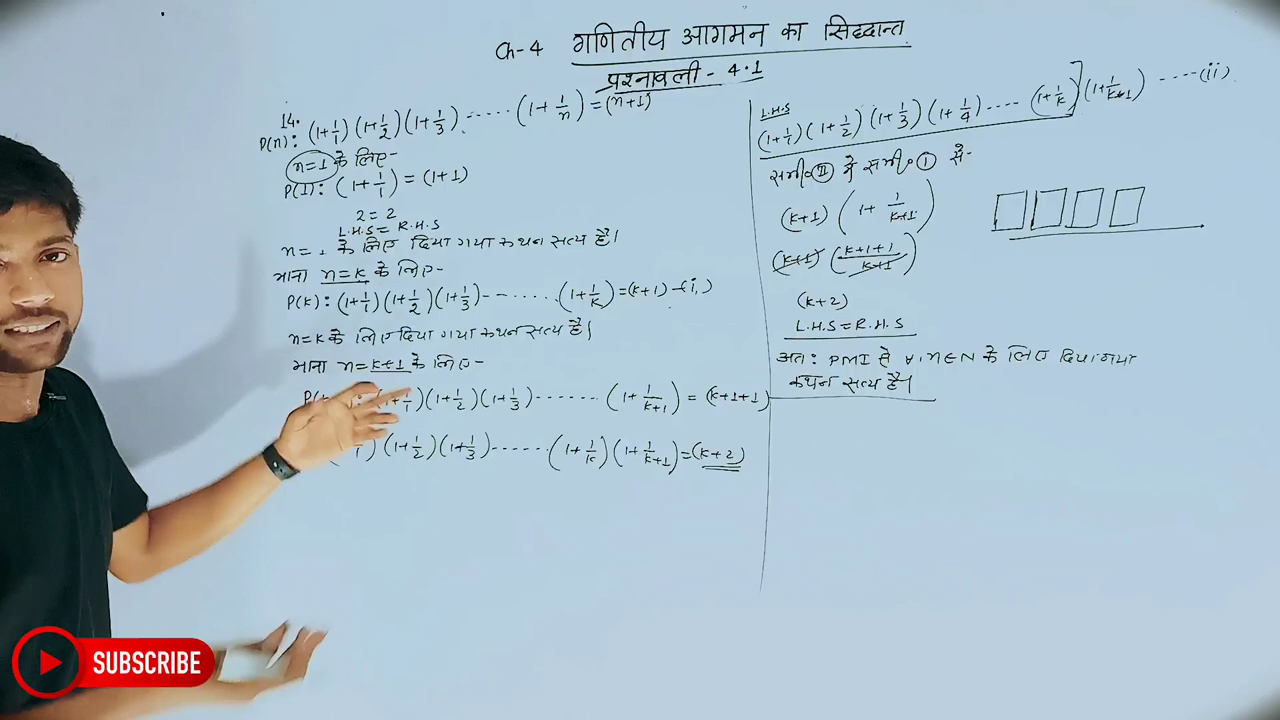 Ch-4 गणितीय आगमन का सिद्धान्त
प्रश्नावली - 4.1
14.
P(n): (1+1/1)(1+1/2)(1+1/3)......(1+1/n) = (n+1)
n=1 के लिए-
P(1): (1+1/1) = (1+1)
2 = 2
L.H.S = R.H.S
n=1 के लिए दिया गया कथन सत्य है।
माना n=k के लिए-
P(k): (1+1/1)(1+1/2)(1+1/3)-......(1+1/k)=(k+1)-(i)
n=k के लिए दिया गया कथन सत्य है।
माना n=k+1 के लिए-
(1+1/1)(1+1/2)(1+1/3)......(1+1/k+1) = (k+1+1)
(1+1/2)(1+1/3)......(1+1/k)(1+1/k+1)=(k+2)
L.H.S
(1+1/1)(1+1/2)(1+1/3)(1+1/4)....(1+1/k)](1+1/k+1) ----(ii)
समी० (II) में समी० (I) से-
(k+1)(1+1/k+1)
(k+1)(k+1+1/k+1)
(k+2)
L.H.S = R.H.S
अत: PMI से ∀, n∈N के लिए दिया गया
कथन सत्य है।
SUBSCRIBE